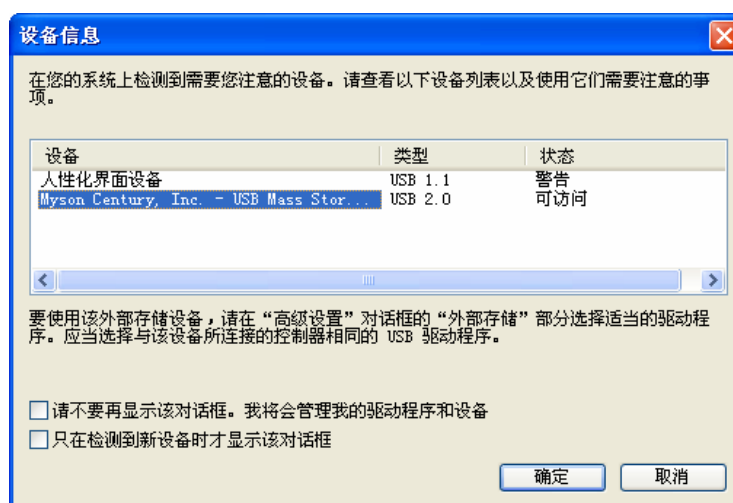 设备信息
在您的系统上检测到需要您注意的设备。请查看以下设备列表以及使用它们需要注意的事
项。
设备 类型 状态
人性化界面设备 USB 1.1 警告
Myson Century, Inc. - USB Mass Stor... USB 2.0 可访问
要使用该外部存储设备，请在“高级设置”对话框的“外部存储”部分选择适当的驱动程
序。应当选择与该设备所连接的控制器相同的 USB 驱动程序。
请不要再显示该对话框。我将会管理我的驱动程序和设备
只在检测到新设备时才显示该对话框
确定 取消